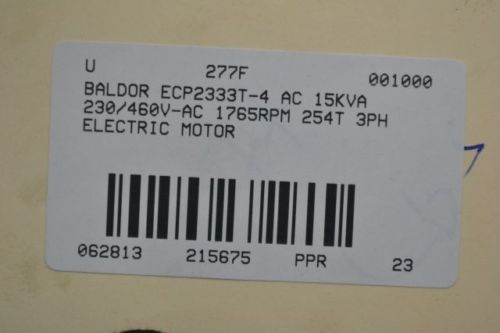 U 277F 001000
BALDOR ECP2333T-4 AC 15KVA
230/460V-AC 1765RPM 254T 3PH
ELECTRIC MOTOR
062813 215675 PPR 23